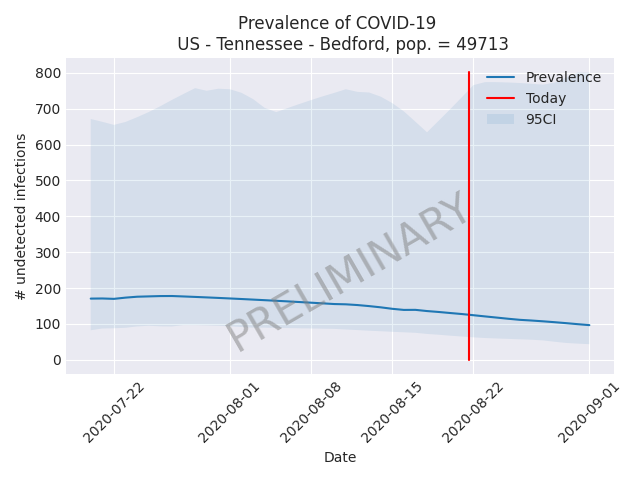 Prevalence of COVID-19
US - Tennessee - Bedford, pop. = 49713
800
700
600
500
400
300
200
100
0
# undetected infections
Prevalence
Today
95CI
PRELIMINARY
2020-07-22
2020-08-01
2020-08-08
2020-08-15
2020-08-22
2020-09-01
Date